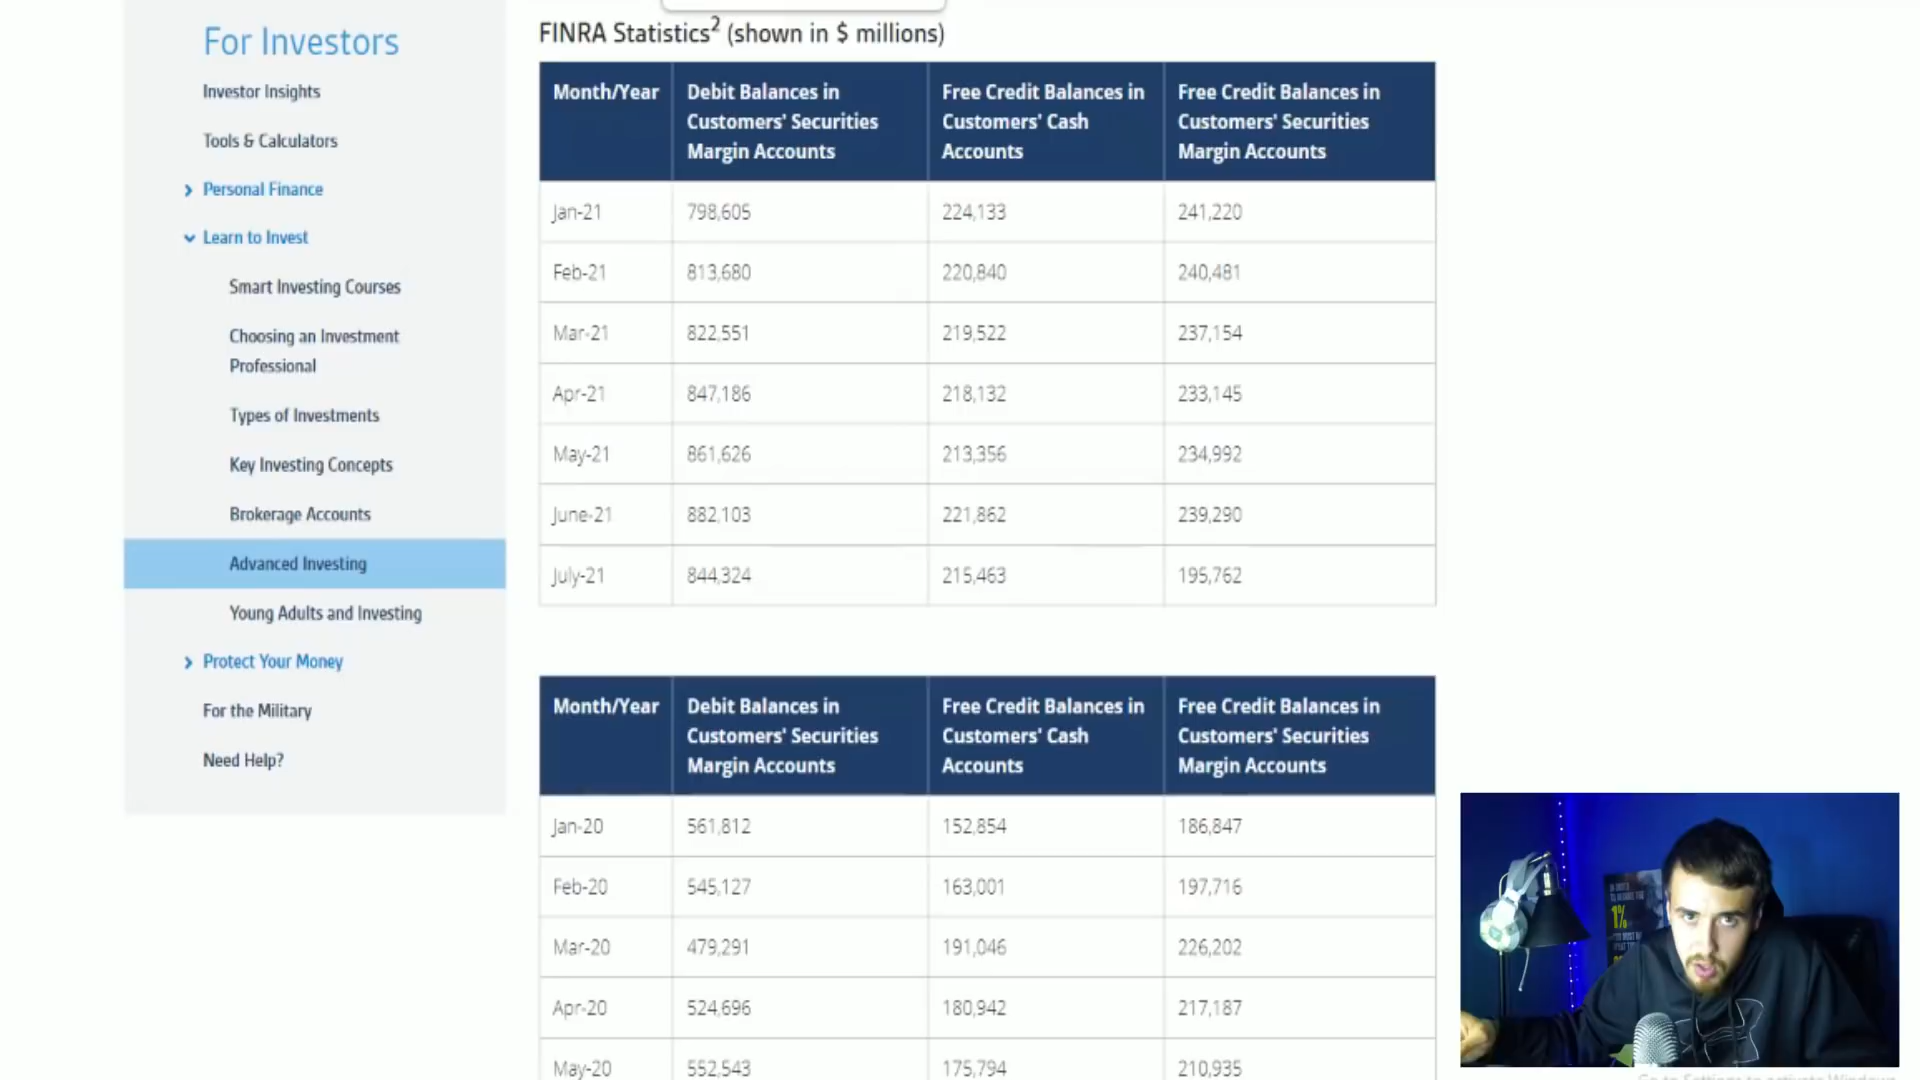 For Investors
Investor Insights
Tools & Calculators
Personal Finance
Learn to Invest
Smart Investing Courses
Choosing an Investment
Professional
Types of Investments
Key Investing Concepts
Brokerage Accounts
Advanced Investing
Young Adults and Investing
Protect Your Money
For the Military
Need Help?
FINRA Statistics2 (shown in $ millions)
Month/Year Debit Balances in Customers' Securities Margin Accounts Free Credit Balances in Customers' Cash Accounts Free Credit Balances in Customers' Securities Margin Accounts
Jan-21 798,605 224,133 241,220
Feb-21 813,680 220,840 240,481
Mar-21 822,551 219,522 237,154
Apr-21 847,186 218,132 233,145
May-21 861,626 213,356 234,992
June-21 882,103 221,862 239,290
July-21 844,324 215,463 195,762
Month/Year Debit Balances in Customers' Securities Margin Accounts Free Credit Balances in Customers' Cash Accounts Free Credit Balances in Customers' Securities Margin Accounts
Jan-20 561,812 152,854 186,847
Feb-20 545,127 163,001 197,716
Mar-20 479,291 191,046 226,202
Apr-20 524,696 180,942 217,187
May-20 552,543 175,794 210,935
1%
Go to Settings to activate Windows